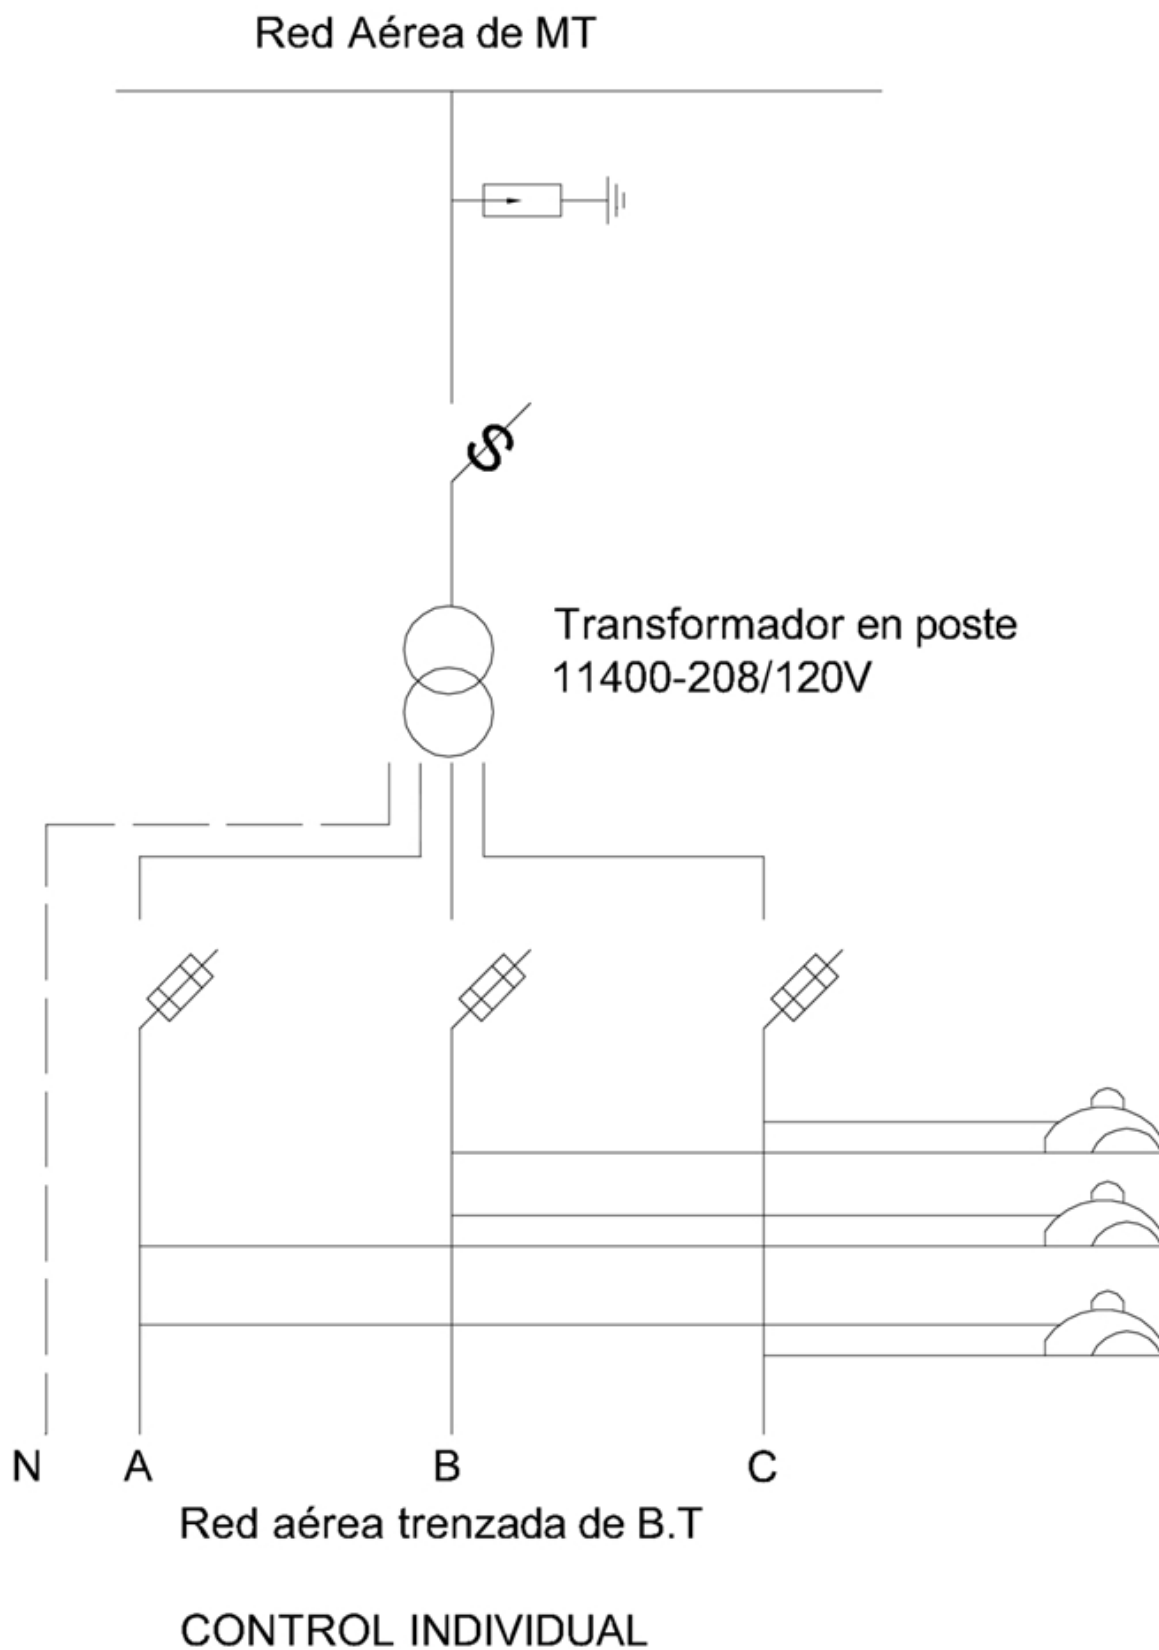 Red Aérea de MT
S
Transformador en poste
11400-208/120V
N A B C
Red aérea trenzada de B.T
CONTROL INDIVIDUAL